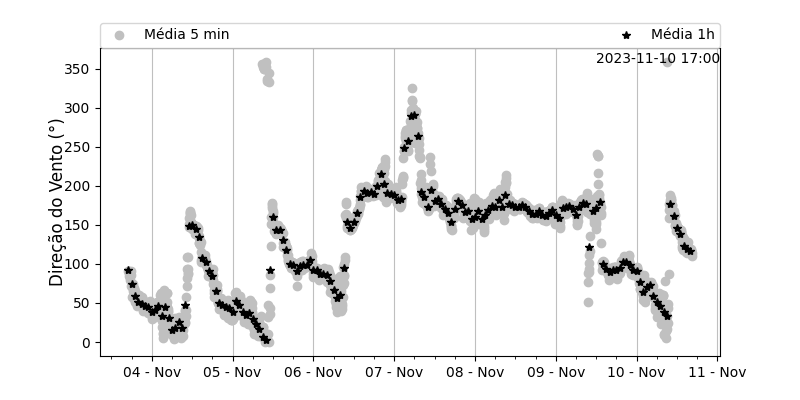 Média 5 min
Média 1h
2023-11-10 17:00
Direção do Vento (°)
350
300
250
200
150
100
50
0
04 - Nov
05 - Nov
06 - Nov
07 - Nov
08 - Nov
09 - Nov
10 - Nov
11 - Nov